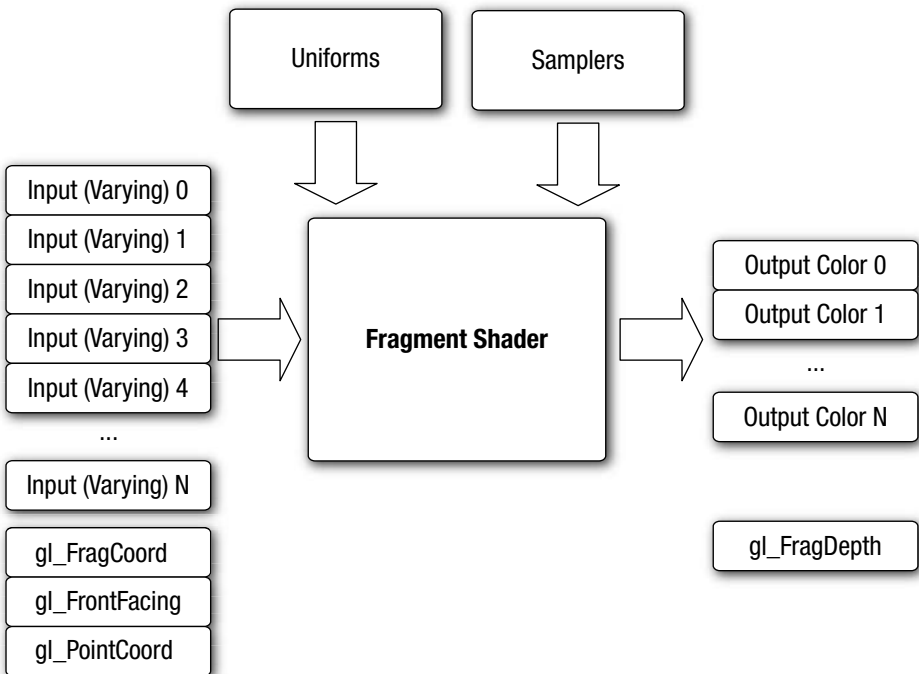 Uniforms
Samplers
Input (Varying) 0
Input (Varying) 1
Input (Varying) 2
Input (Varying) 3
Input (Varying) 4
...
Input (Varying) N
gl_FragCoord
gl_FrontFacing
gl_PointCoord
Fragment Shader
Output Color 0
Output Color 1
...
Output Color N
gl_FragDepth